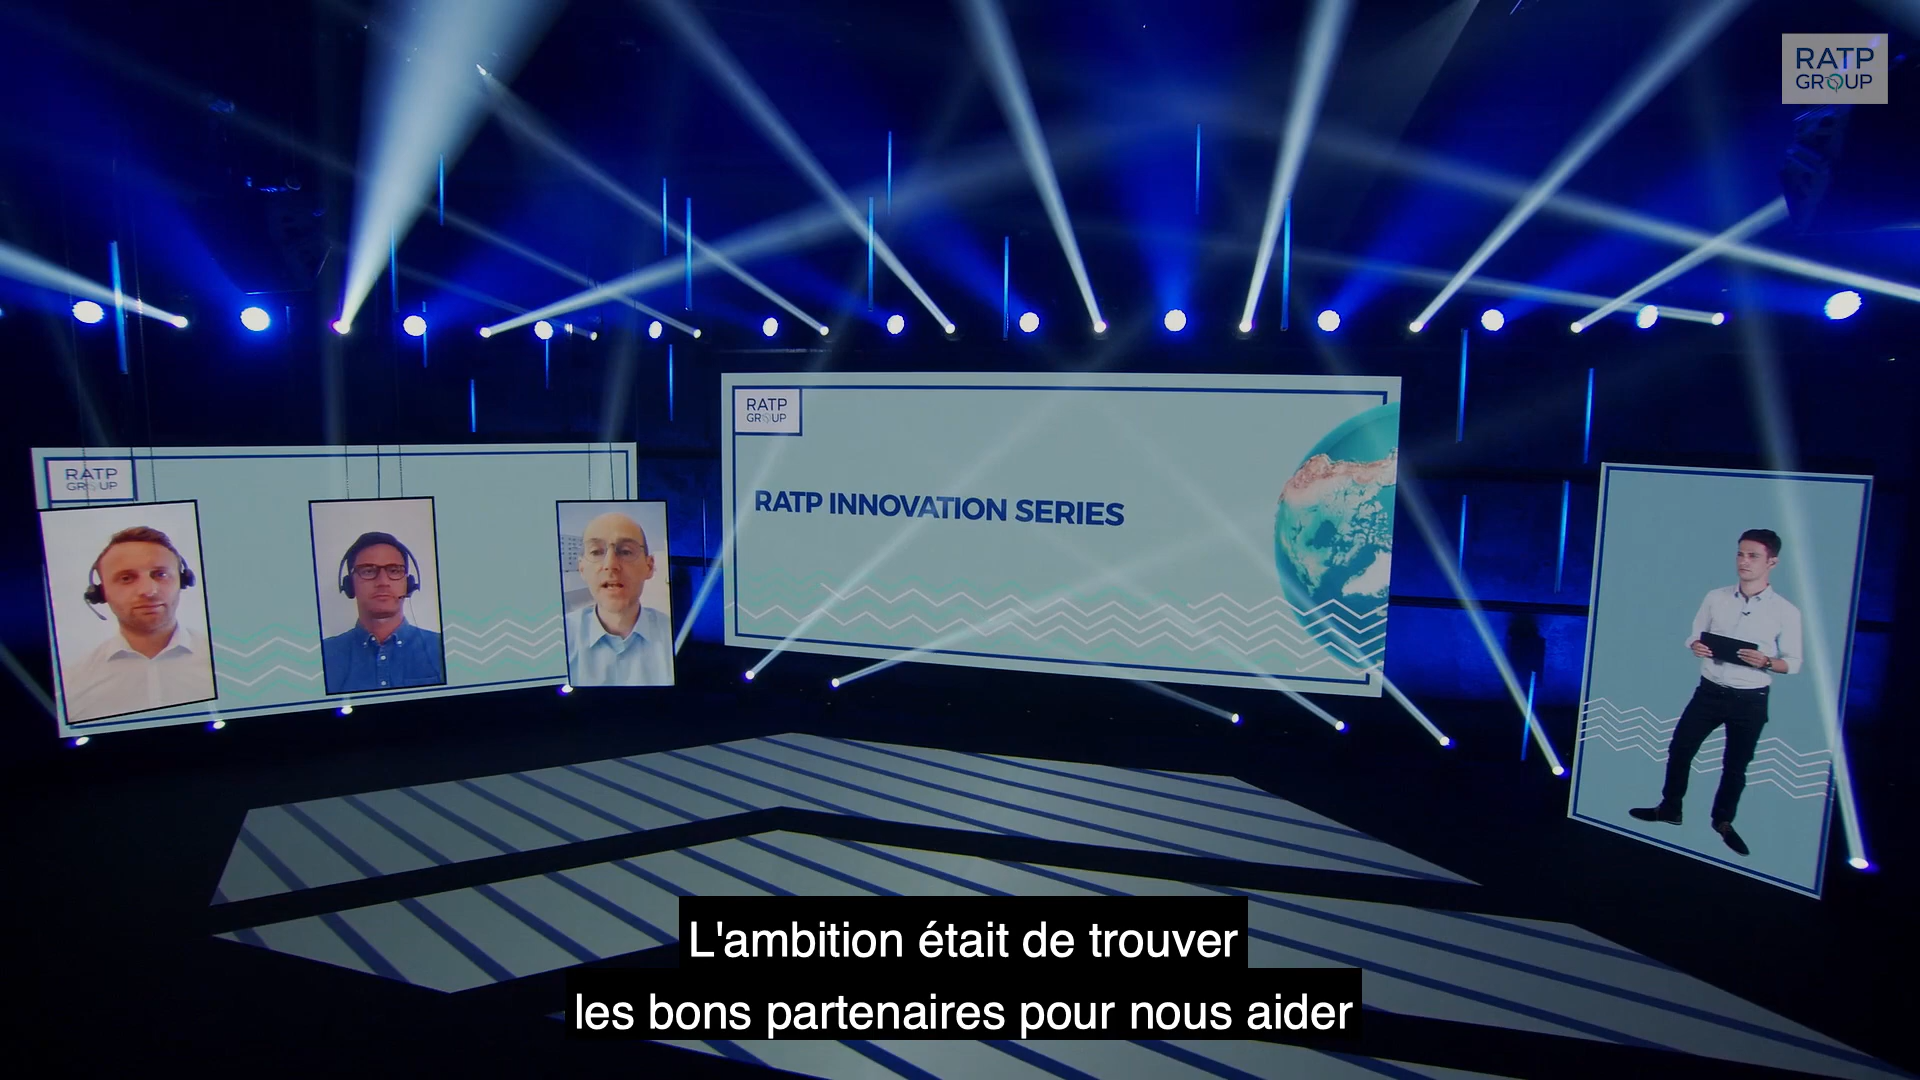 RATP
GROUP
RATP
GROUP
RATP INNOVATION SERIES
RATP
GROUP
L'ambition était de trouver
les bons partenaires pour nous aider